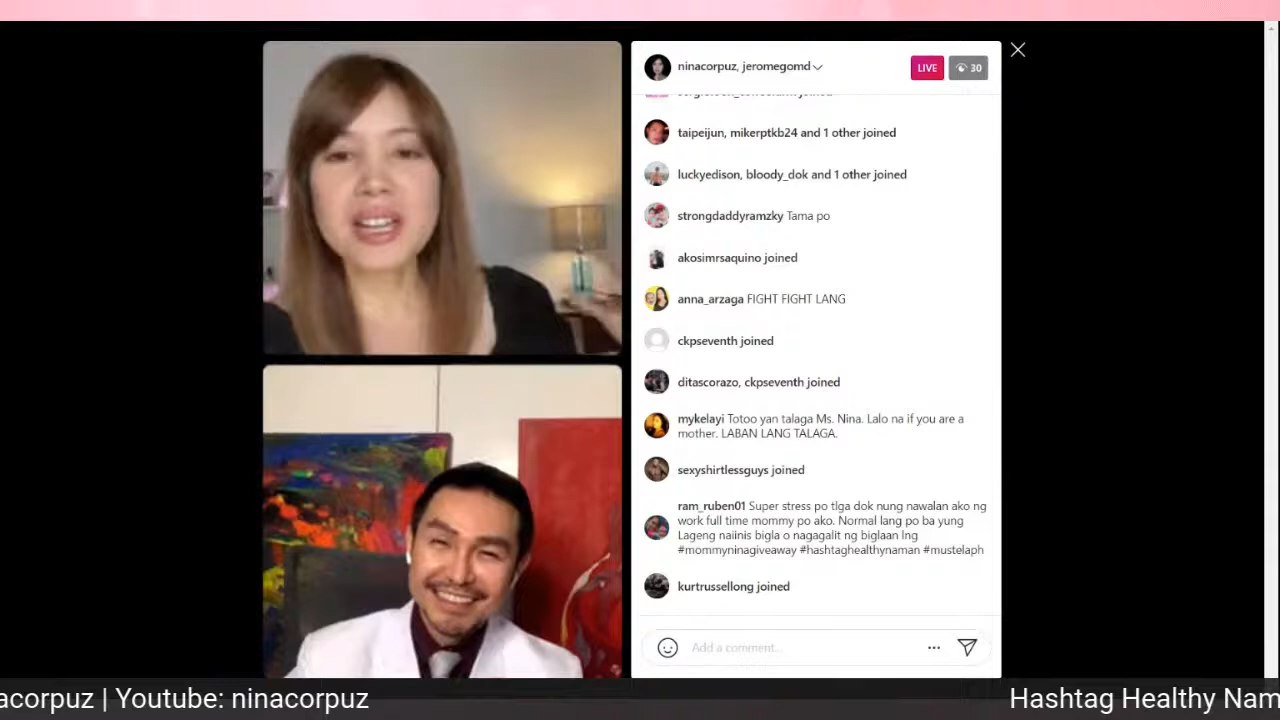 ninacorpuz, jeromegomd
LIVE
30
joined
taipeijun, mikerptkb24 and 1 other joined
luckyedison, bloody_dok and 1 other joined
strongdaddyramzky Tama po
akosimrsaquino joined
anna_arzaga FIGHT FIGHT LANG
ckpseventh joined
ditascorazo, ckpseventh joined
mykelayi Totoo yan talaga Ms. Nina. Lalo na if you are a
mother. LABAN LANG TALAGA.
sexyshirtlessguys joined
ram_ruben01 Super stress po tlga dok nung nawalan ako ng
work full time mommy po ako. Normal lang po ba yung
Lageng naiinis bigla o nagagalit ng biglaan lng
#mommyninagiveaway #hashtaghealthynaman #mustelaph
kurtrussellong joined
Add a comment...
acorpuz | Youtube: ninacorpuz
Hashtag Healthy Nam